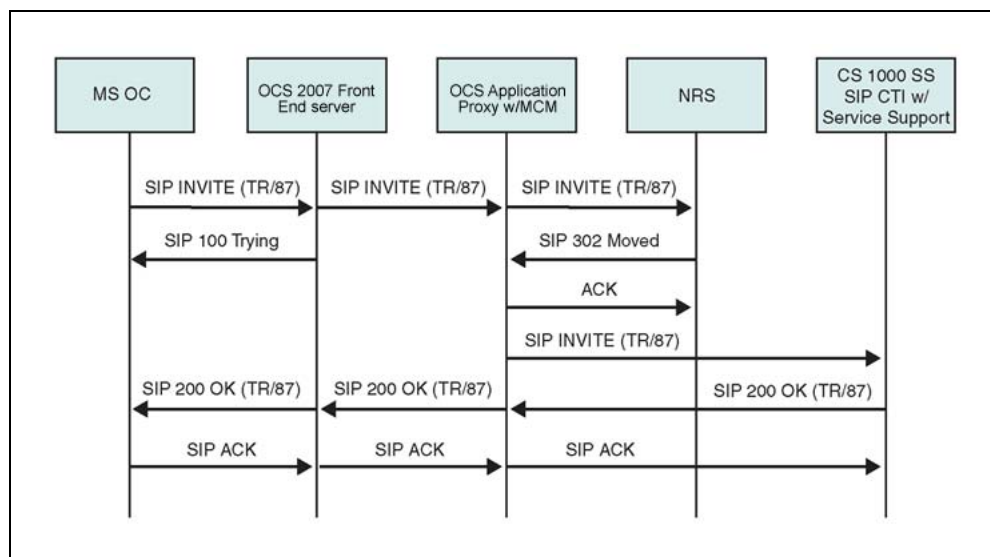 MS OC
OCS 2007 Front
End server
OCS Application
Proxy w/MCM
NRS
CS 1000 SS
SIP CTI w/
Service Support
SIP INVITE (TR/87)
SIP INVITE (TR/87)
SIP INVITE (TR/87)
SIP 100 Trying
SIP 302 Moved
ACK
SIP INVITE (TR/87)
SIP 200 OK (TR/87)
SIP 200 OK (TR/87)
SIP 200 OK (TR/87)
SIP ACK
SIP ACK
SIP ACK